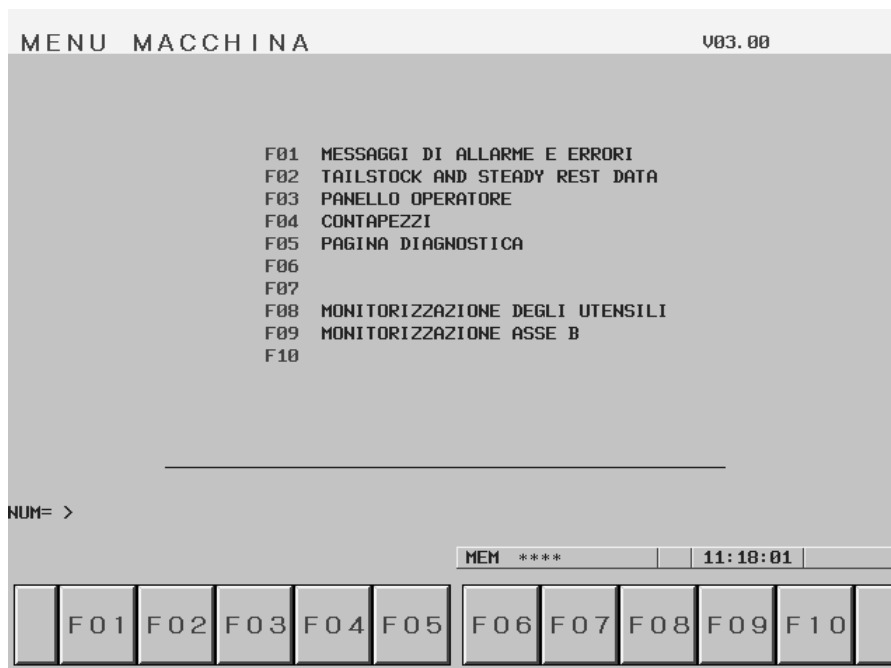 MENU MACCHINA V03.00
F01 MESSAGGI DI ALLARME E ERRORI
F02 TAILSTOCK AND STEADY REST DATA
F03 PANELLO OPERATORE
F04 CONTAPEZZI
F05 PAGINA DIAGNOSTICA
F06
F07
F08 MONITORIZZAZIONE DEGLI UTENSILI
F09 MONITORIZZAZIONE ASSE B
F10
NUM= >
MEM **** 11:18:01
F01 F02 F03 F04 F05 F06 F07 F08 F09 F10